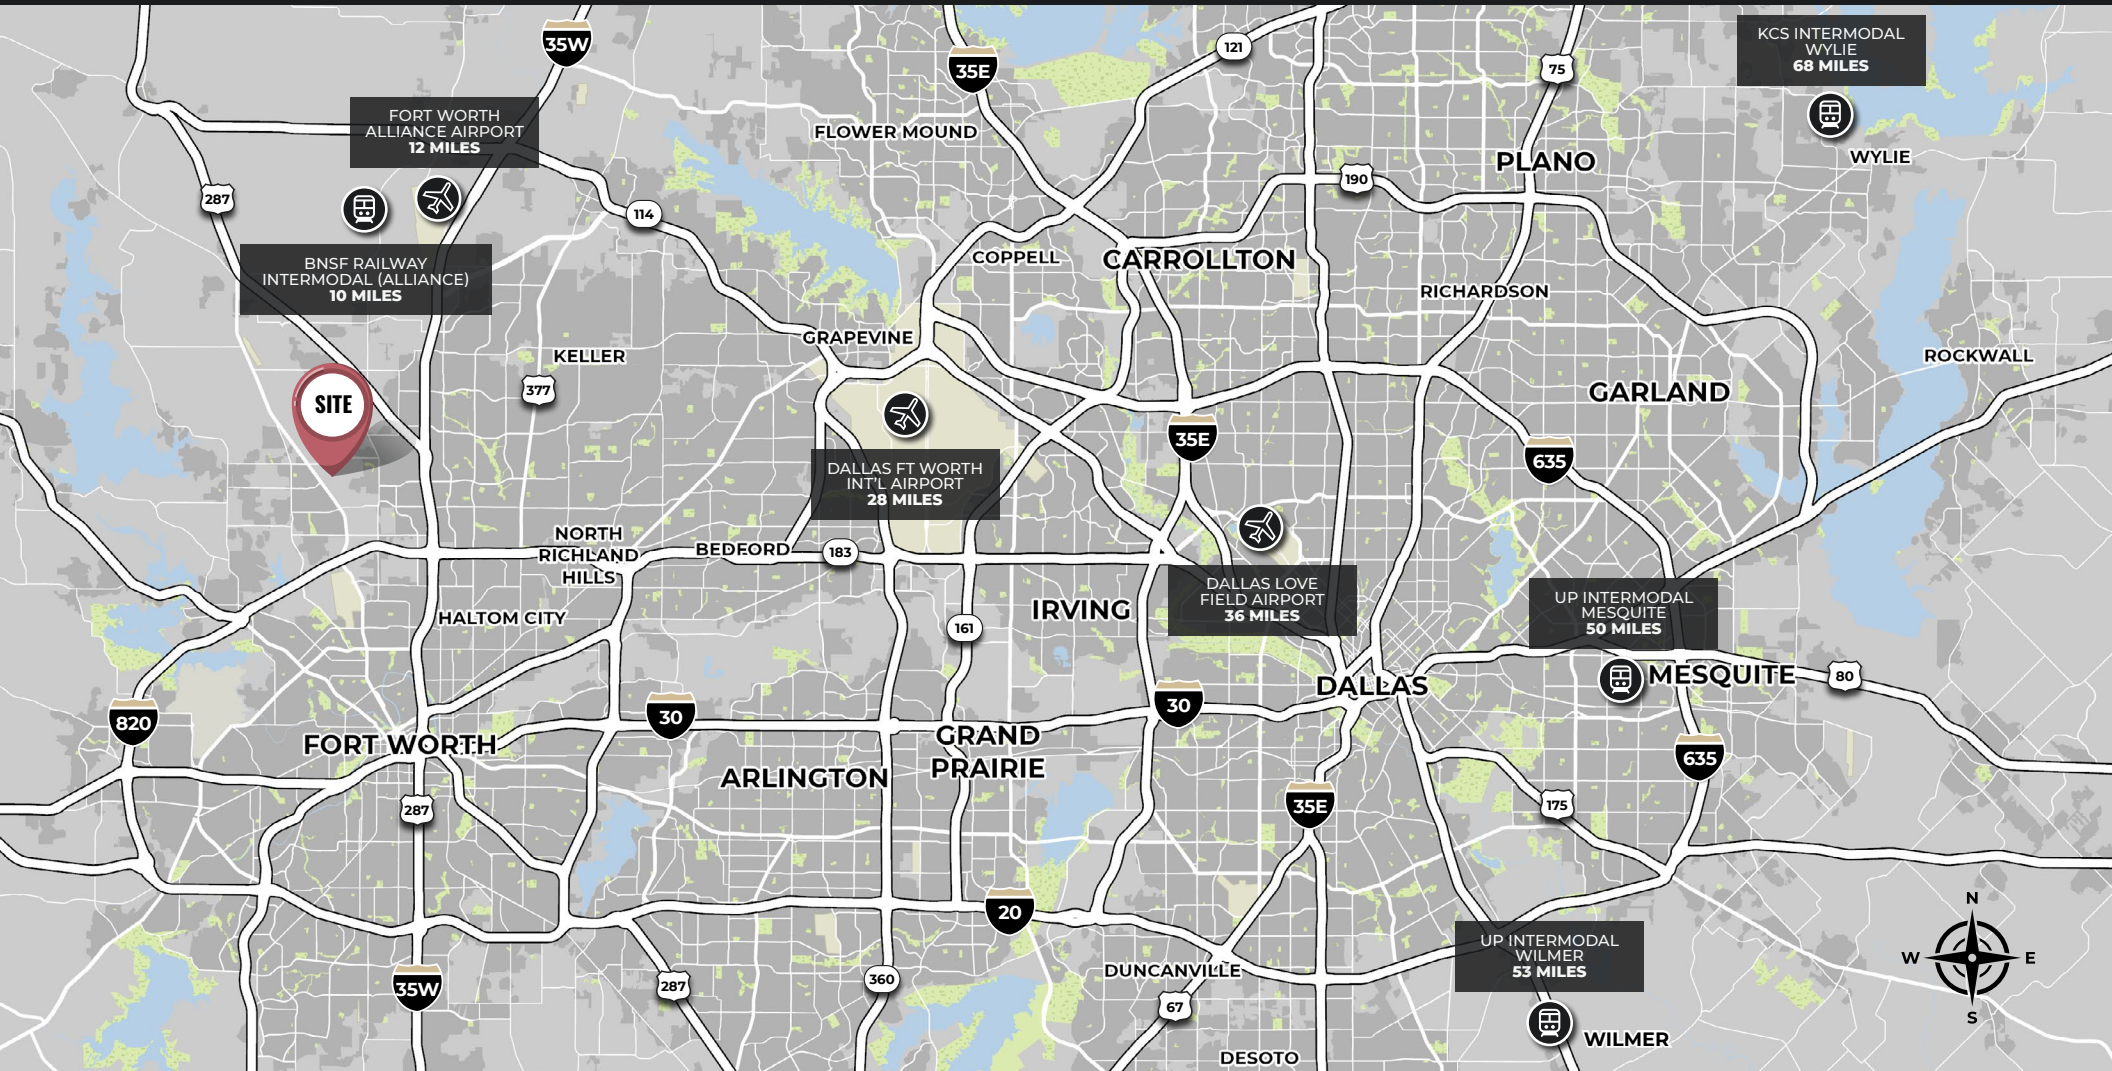 35W
35E
121
75
KCS INTERMODAL
WYLIE
68 MILES
FORT WORTH
ALLIANCE AIRPORT
12 MILES
FLOWER MOUND
PLANO
WYLIE
287
114
190
BNSF RAILWAY
INTERMODAL (ALLIANCE)
10 MILES
COPPELL
CARROLLTON
RICHARDSON
GRAPEVINE
KELLER
ROCKWALL
377
GARLAND
SITE
35E
635
DALLAS FT WORTH
INT'L AIRPORT
28 MILES
NORTH
RICHLAND
HILLS
BEDFORD
183
DALLAS LOVE
FIELD AIRPORT
36 MILES
UP INTERMODAL
MESQUITE
50 MILES
HALTOM CITY
161
IRVING
MESQUITE
80
DALLAS
820
30
30
FORT WORTH
GRAND
PRAIRIE
ARLINGTON
635
287
35E
175
20
N
W
E
S
UP INTERMODAL
WILMER
53 MILES
DUNCANVILLE
35W
287
360
67
WILMER
DESOTO